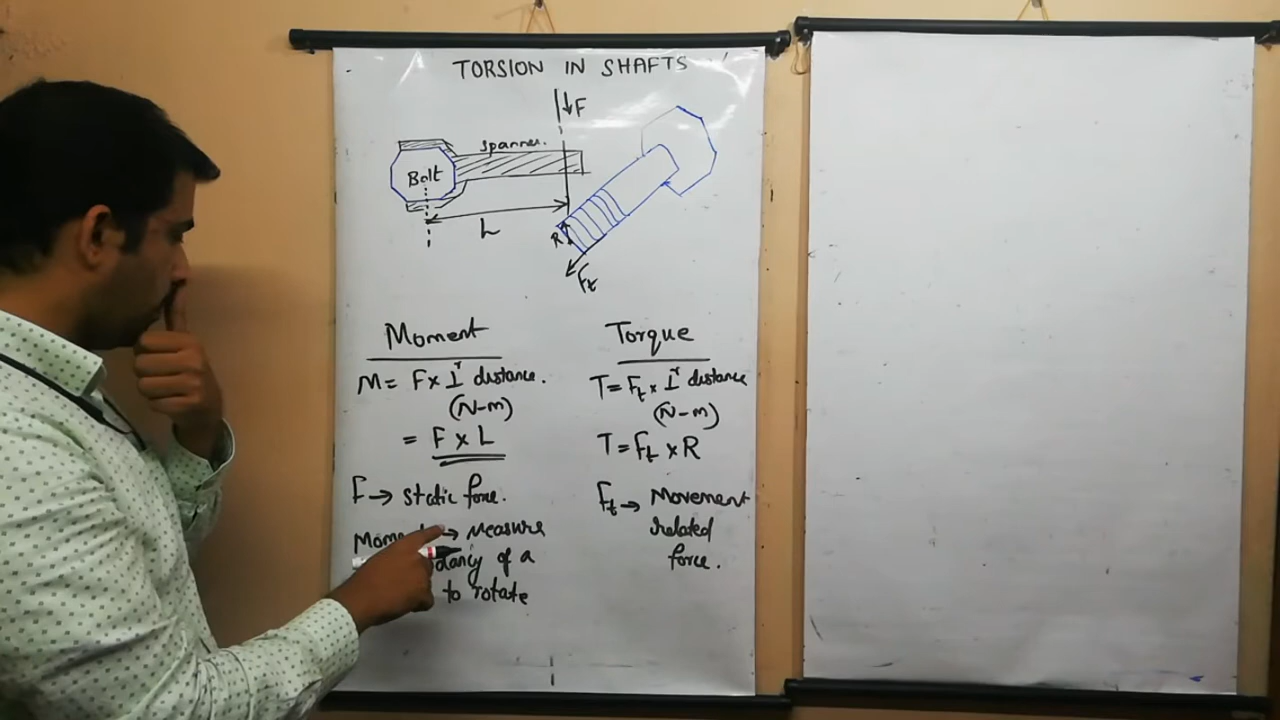 TORSION IN SHAFTS
↓F
spanner.
Bolt
L
R
Ft
Moment
M = F x ⊥r distance.
(N-m)
= F x L
F → static force.
→ Measure
of a
to rotate
Torque
T = Ft x ⊥r distance
(N-m)
T = Ft x R
Ft → Movement
related
force.